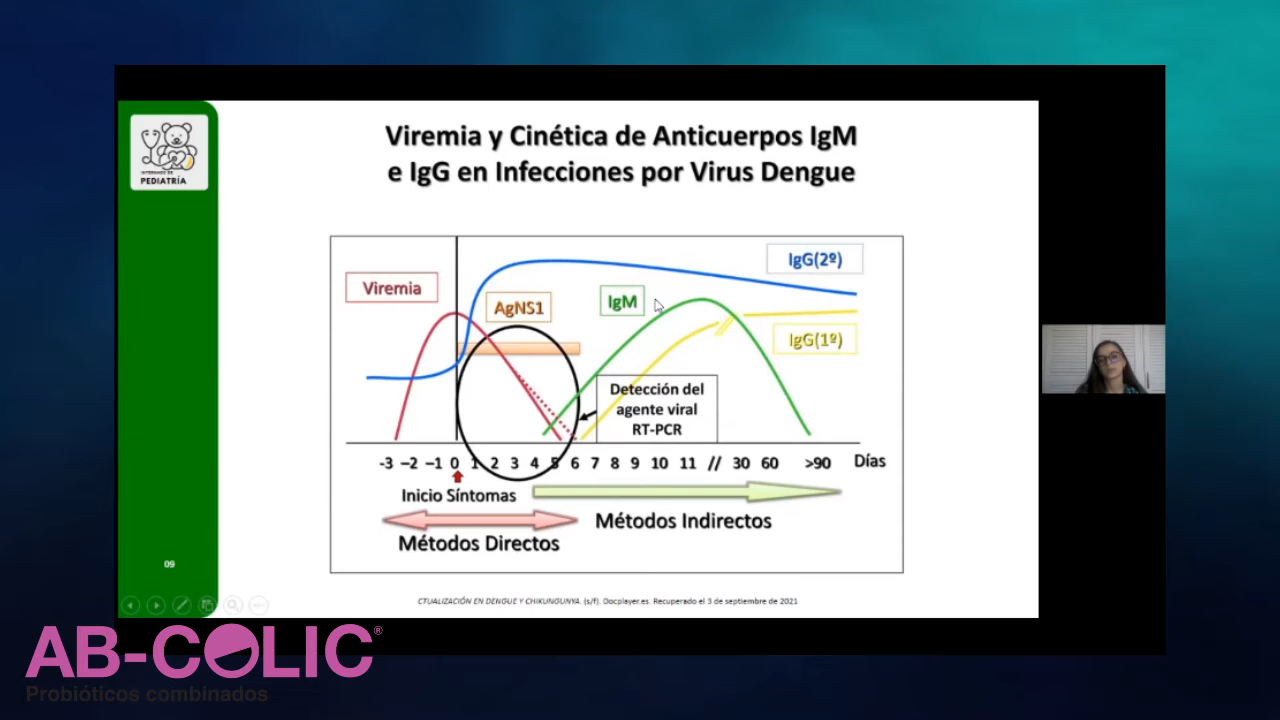 Viremia y Cinética de Anticuerpos IgM
e IgG en Infecciones por Virus Dengue
INTERNADO DE
PEDIATRÍA
IgG(2º)
Viremia
AgNS1
IgM
IgG(1º)
Detección del
agente viral
RT-PCR
-3 –2 –1 0 1 2 3 4 5 6 7 8 9 10 11 // 30 60 >90 Días
Inicio Síntomas
Métodos Indirectos
Métodos Directos
09
CTUALIZACIÓN EN DENGUE Y CHIKUNGUNYA. (s/f). Docplayer.es. Recuperado el 3 de septiembre de 2021
AB-COLIC®
Probióticos combinados